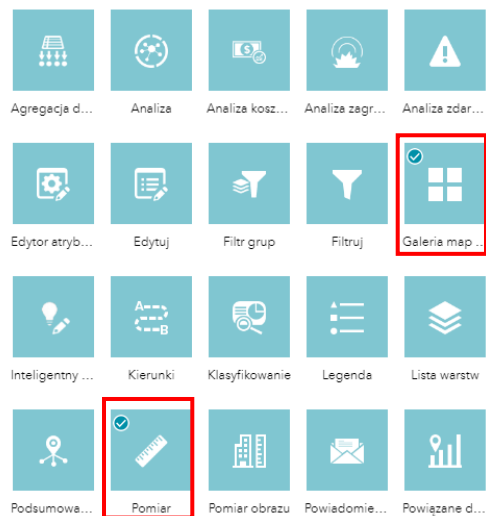 Agregacja d...
Analiza
Analiza kosz...
Analiza zagr...
Analiza zdar...
Edytor atryb...
Edytuj
Filtr grup
Filtruj
Galeria map ...
Inteligentny ...
A
B
Kierunki
Klasyfikowanie
Legenda
Lista warstw
Podsumowa...
Pomiar
Pomiar obrazu
Powiadomie...
Powiązane d...